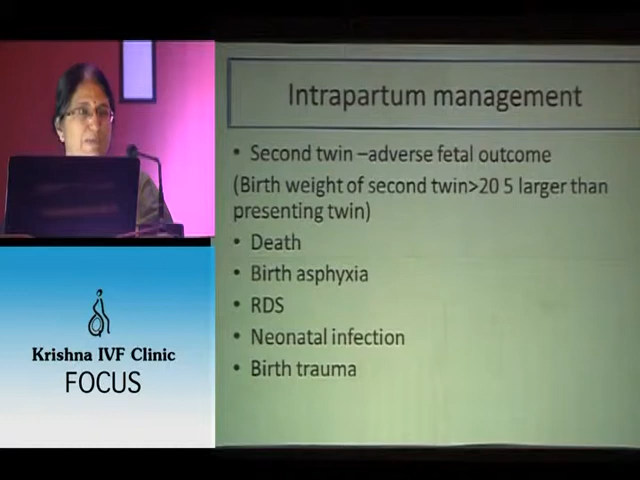 Intrapartum management
• Second twin –adverse fetal outcome
(Birth weight of second twin>20 5 larger than
presenting twin)
• Death
• Birth asphyxia
• RDS
• Neonatal infection
• Birth trauma
Krishna IVF Clinic
FOCUS